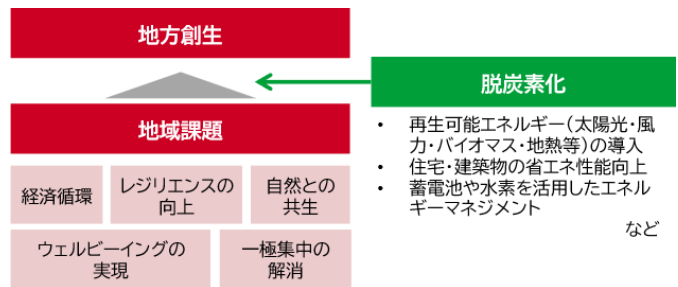 地方創生
地域課題
経済循環
レジリエンスの
向上
自然との
共生
ウェルビーイングの
実現
一極集中の
解消
脱炭素化
• 再生可能エネルギー（太陽光・風
力・バイオマス・地熱等）の導入
• 住宅・建築物の省エネ性能向上
• 蓄電池や水素を活用したエネル
ギーマネジメント
など